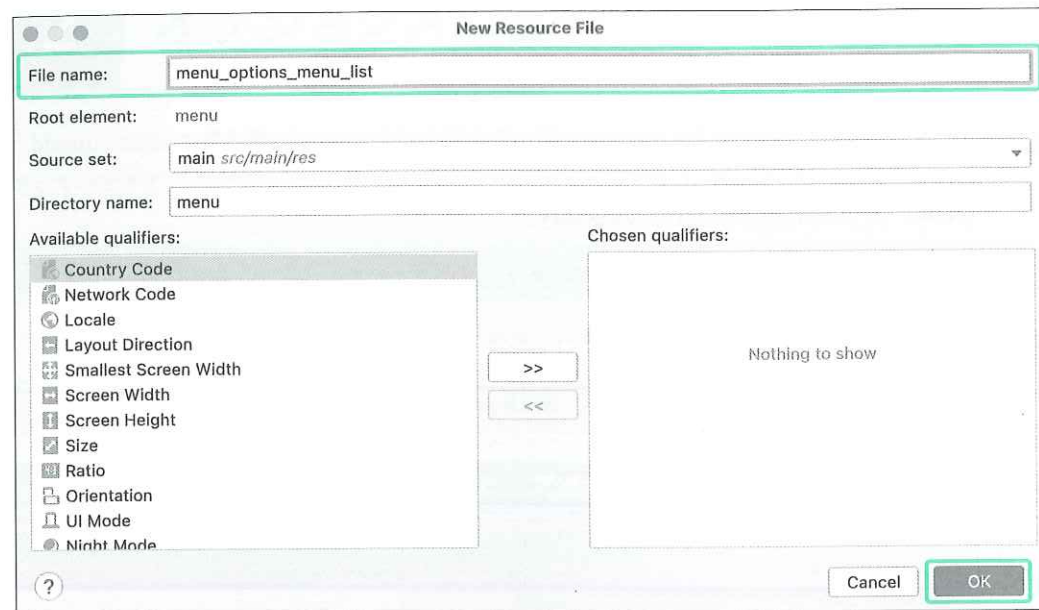 New Resource File
File name: menu_options_menu_list
Root element: menu
Source set: main src/main/res
Directory name: menu
Available qualifiers:
Chosen qualifiers:
Country Code
Network Code
Locale
Layout Direction
Smallest Screen Width
Screen Width
Screen Height
Size
Ratio
Orientation
UI Mode
Night Mode
>>
<<
Nothing to show
?
Cancel
OK